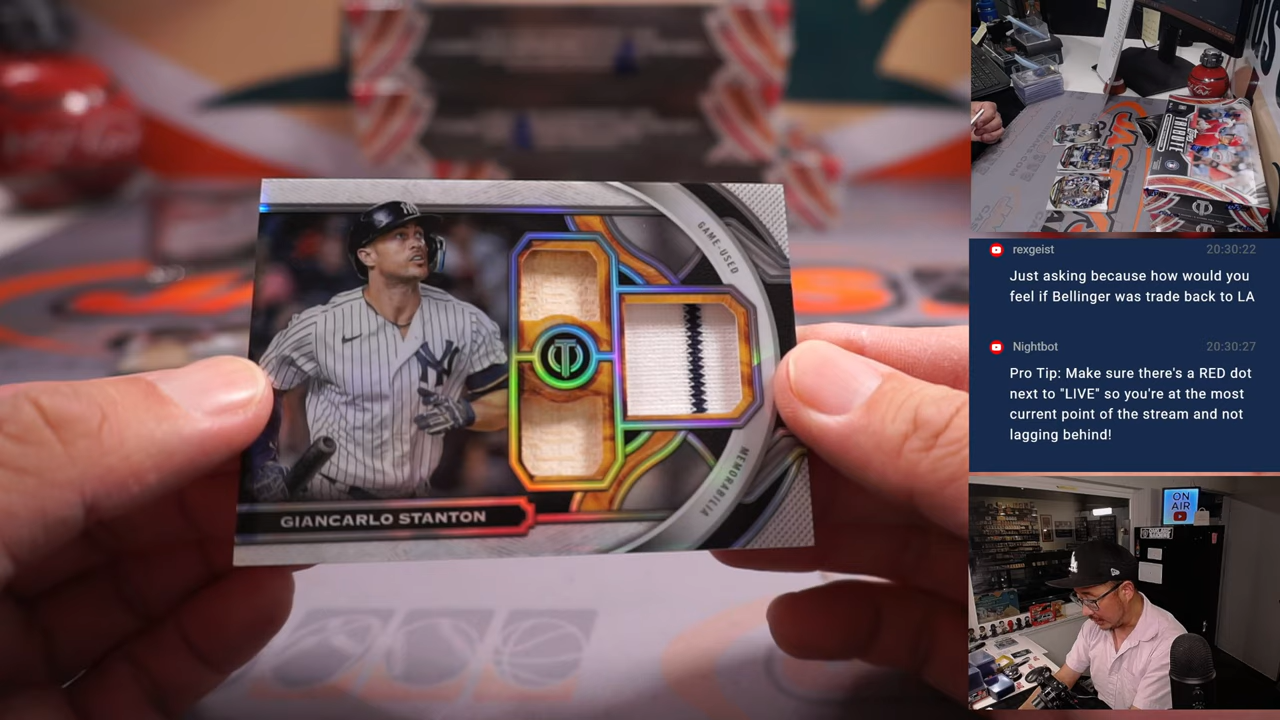 GAME-USED
MEMORABILIA
GIANCARLO STANTON
NY
TRIBUTE
rexgeist
20:30:22
Just asking because how would you
feel if Bellinger was trade back to LA
Nightbot
20:30:27
Pro Tip: Make sure there's a RED dot
next to "LIVE" so you're at the most
current point of the stream and not
lagging behind!
ON
AIR